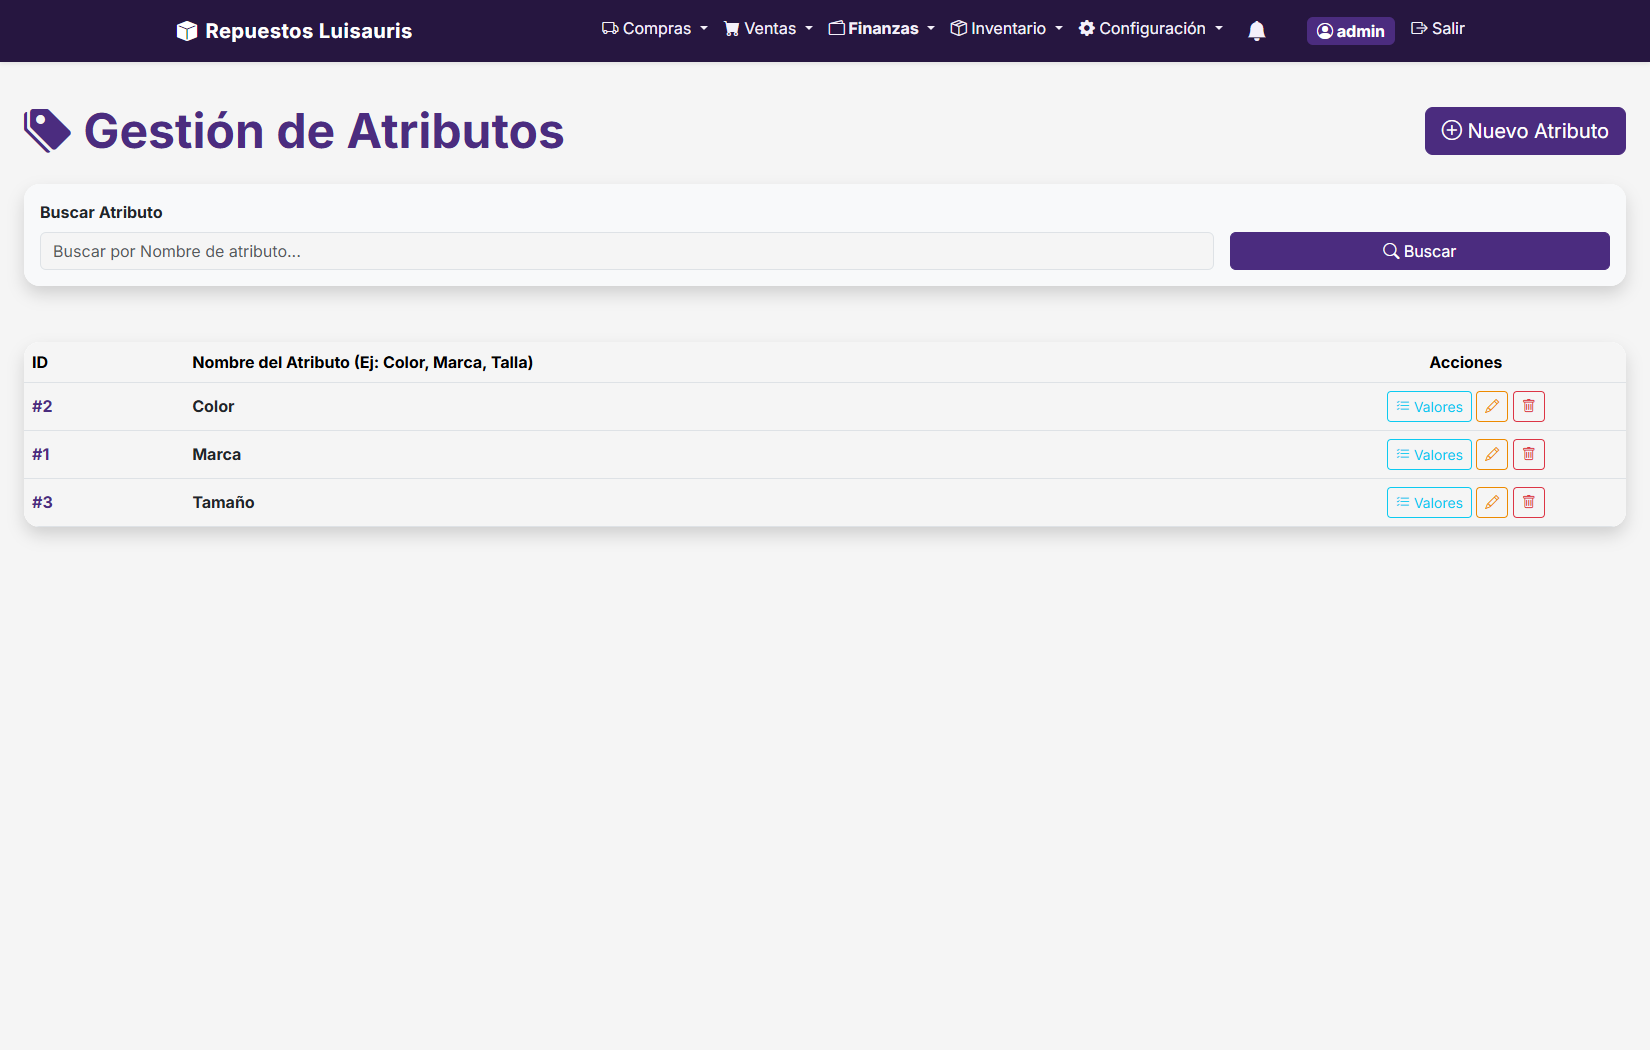 Repuestos Luisauris
Compras
Ventas
Finanzas
Inventario
Configuración
admin
Salir
Gestión de Atributos
Nuevo Atributo
Buscar Atributo
Buscar por Nombre de atributo...
Buscar
ID Nombre del Atributo (Ej: Color, Marca, Talla) Acciones
#2 Color Valores
#1 Marca Valores
#3 Tamaño Valores